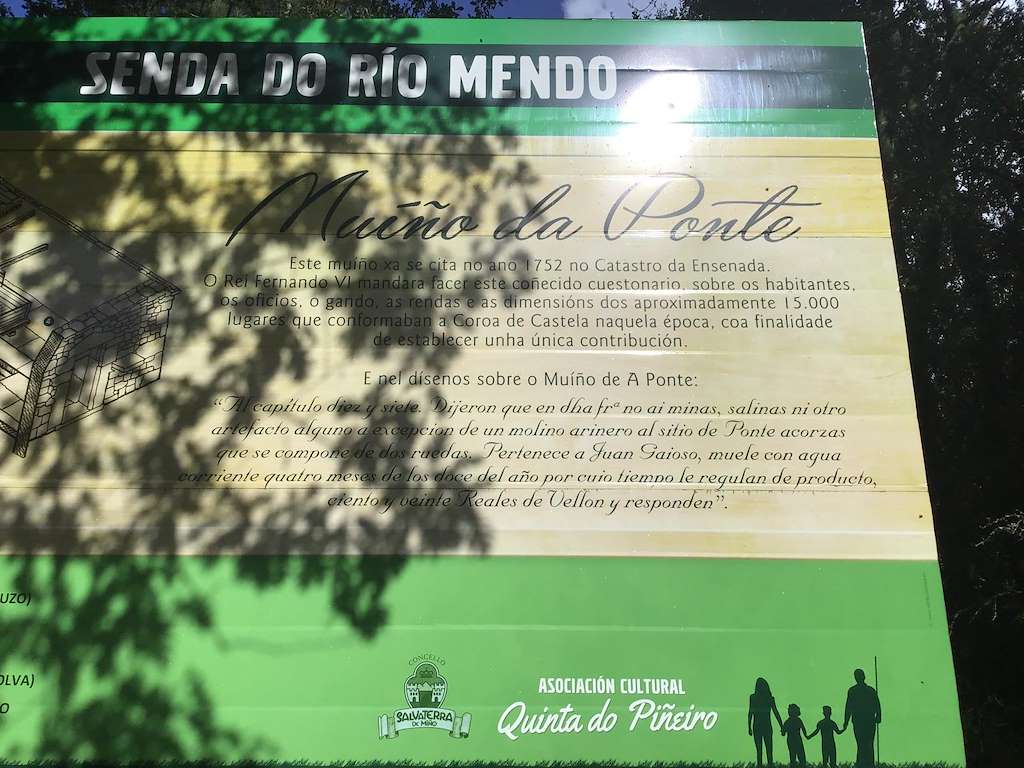 SENDA DO RÍO MENDO
Muíño da Ponte
Este muíño xa se cita no ano 1752 no Catastro da Ensenada.
O Rei Fernando VI mandara facer este coñecido cuestonario, sobre os habitantes,
os oficios, o gando, as rendas e as dimensións dos aproximadamente 15.000
lugares que conformaban a Coroa de Castela naquela época, coa finalidade
de establecer unha única contribución.
E nel dísenos sobre o Muíño de A Ponte:
“Al capítulo diez y siete. Dijeron que en dha frª no ai minas, salinas ni otro
artefacto alguno a excepcion de un molino arinero al sitio de Ponte acorzas
que se compone de dos ruedas. Pertenece a Juan Gaioso, muele con agua
corriente quatro meses de los doce del año por cuio tiempo le regulan de producto,
ciento y veinte Reales de Vellon y responden”.
UZO)
OLVA)
O
CONCELLO
SALVATERRA
DE MIÑO
ASOCIACIÓN CULTURAL
Quinta do Piñeiro